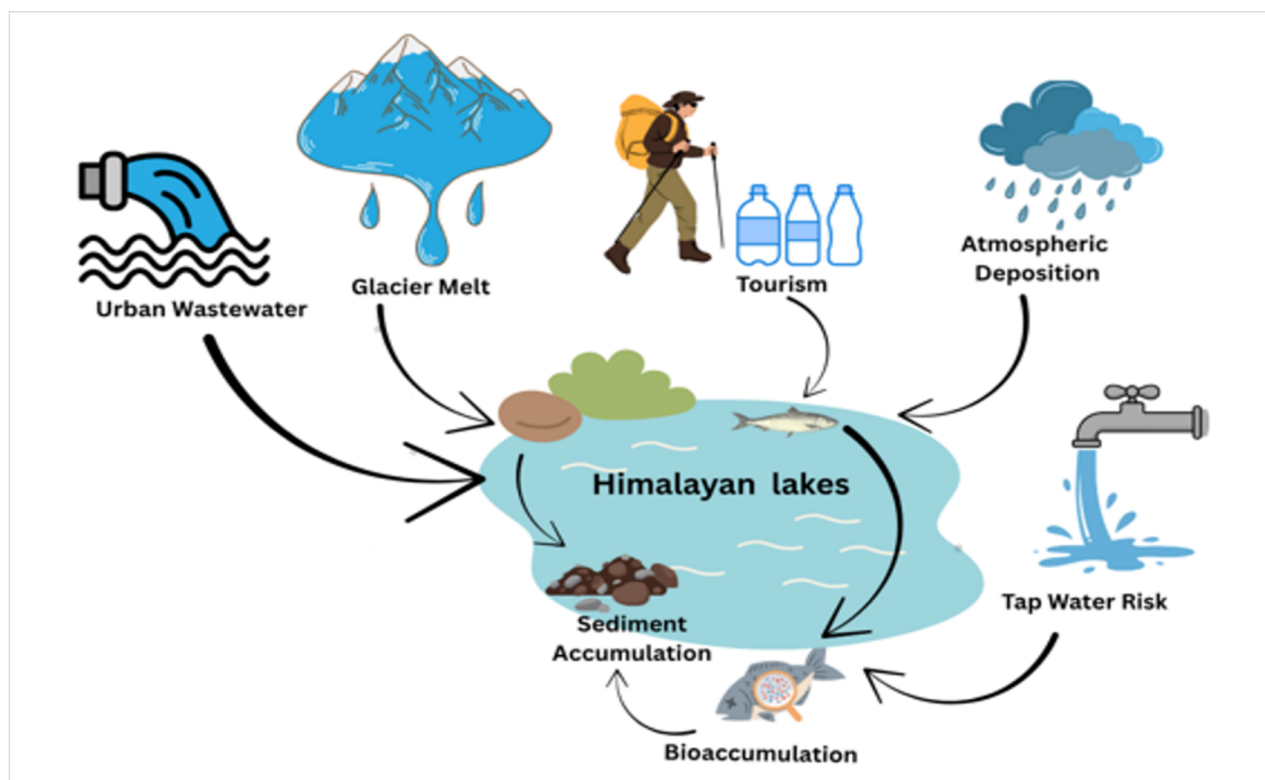 Urban Wastewater
Glacier Melt
Tourism
Atmospheric
Deposition
Himalayan lakes
Tap Water Risk
Sediment
Accumulation
Bioaccumulation